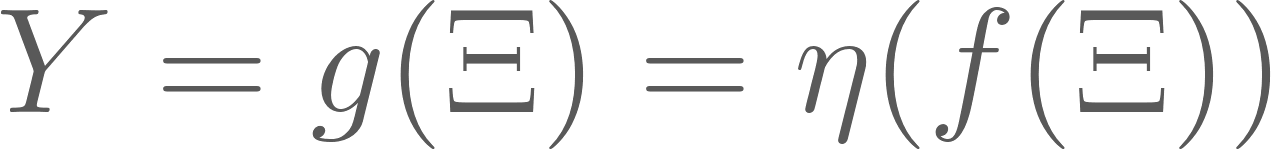 Y = g(Ξ) = η(f(Ξ))